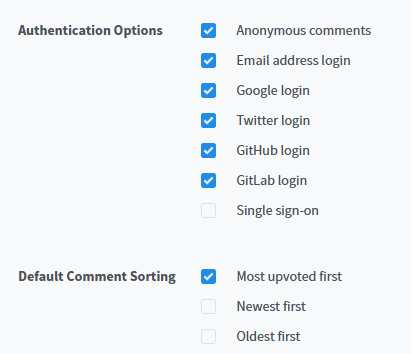 Authentication Options
Anonymous comments
Email address login
Google login
Twitter login
GitHub login
GitLab login
Single sign-on
Default Comment Sorting
Most upvoted first
Newest first
Oldest first